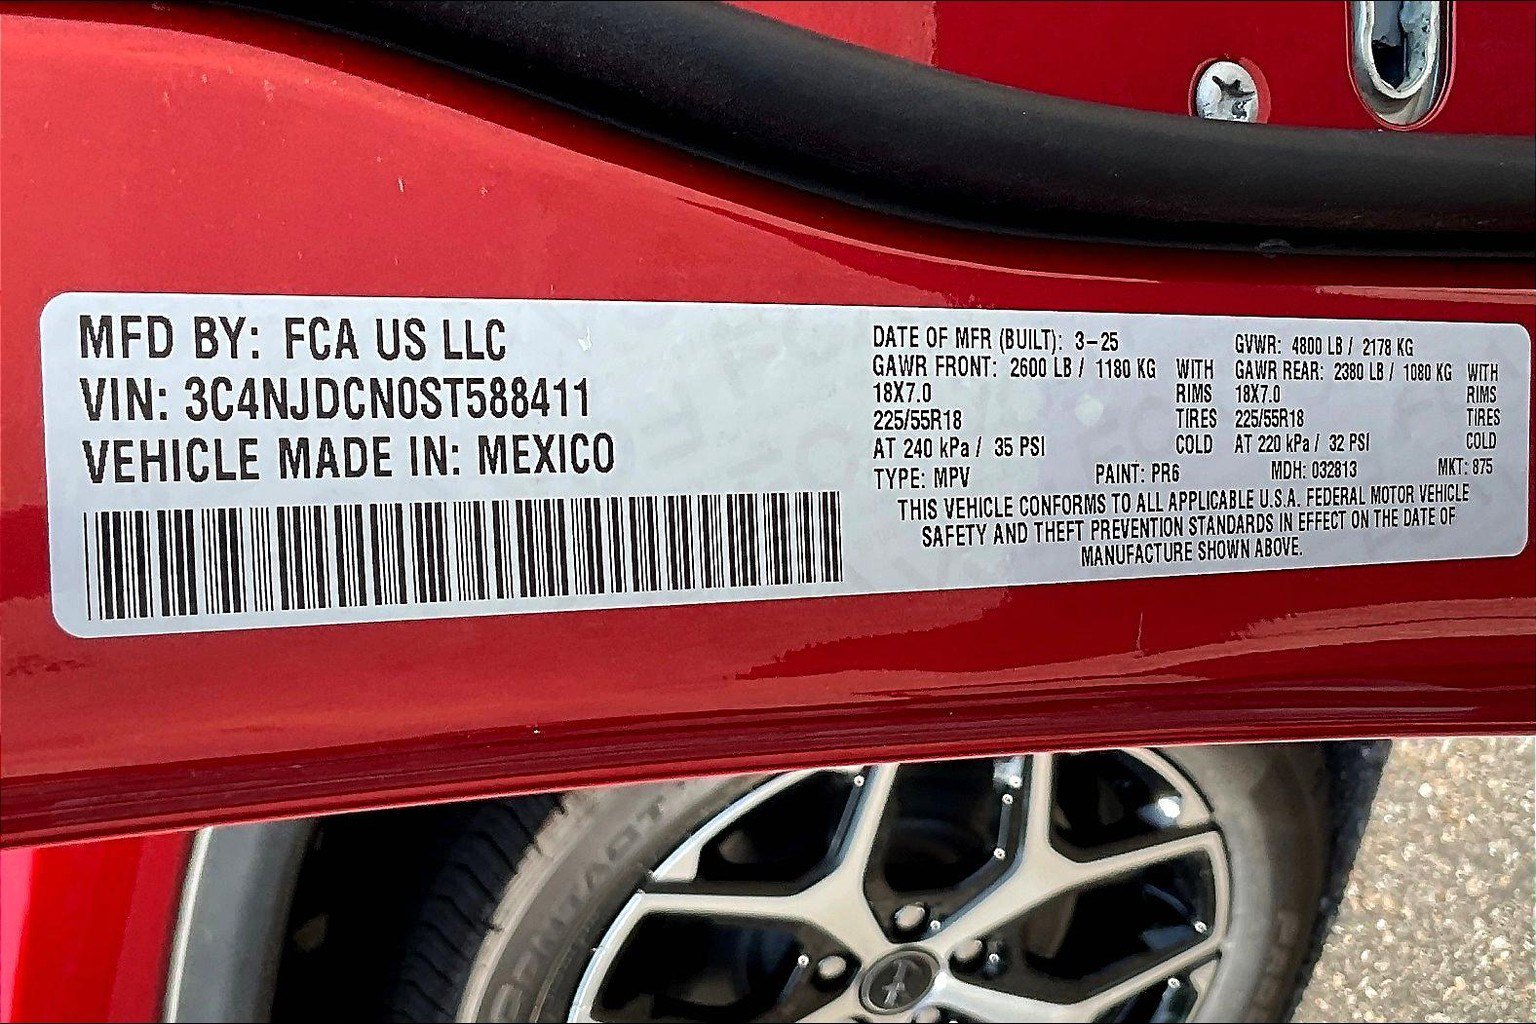 MFD BY: FCA US LLC
VIN: 3C4NJDCN0ST588411
VEHICLE MADE IN: MEXICO
DATE OF MFR (BUILT): 3-25
GAWR FRONT: 2600 LB / 1180 KG WITH
18X7.0 RIMS
225/55R18 TIRES
AT 240 kPa / 35 PSI COLD
GVWR: 4800 LB / 2178 KG
GAWR REAR: 2380 LB / 1080 KG WITH
18X7.0 RIMS
225/55R18 TIRES
AT 220 kPa / 32 PSI COLD
TYPE: MPV PAINT: PR6 MDH: 032813 MKT: 875
THIS VEHICLE CONFORMS TO ALL APPLICABLE U.S.A. FEDERAL MOTOR VEHICLE
SAFETY AND THEFT PREVENTION STANDARDS IN EFFECT ON THE DATE OF
MANUFACTURE SHOWN ABOVE.